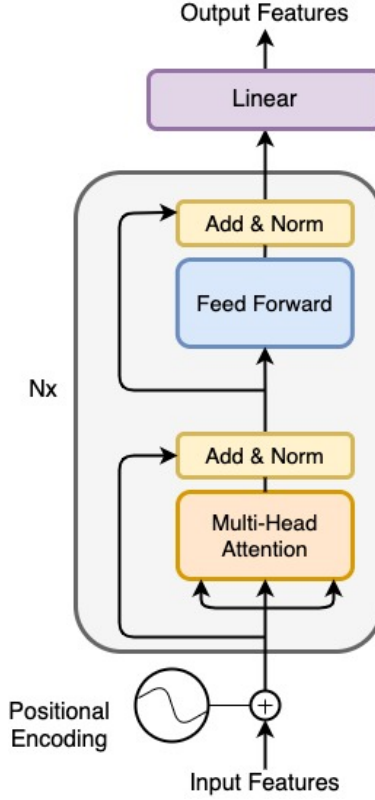 Output Features
Linear
Add & Norm
Feed Forward
Nx
Add & Norm
Multi-Head
Attention
Positional
Encoding
+
Input Features